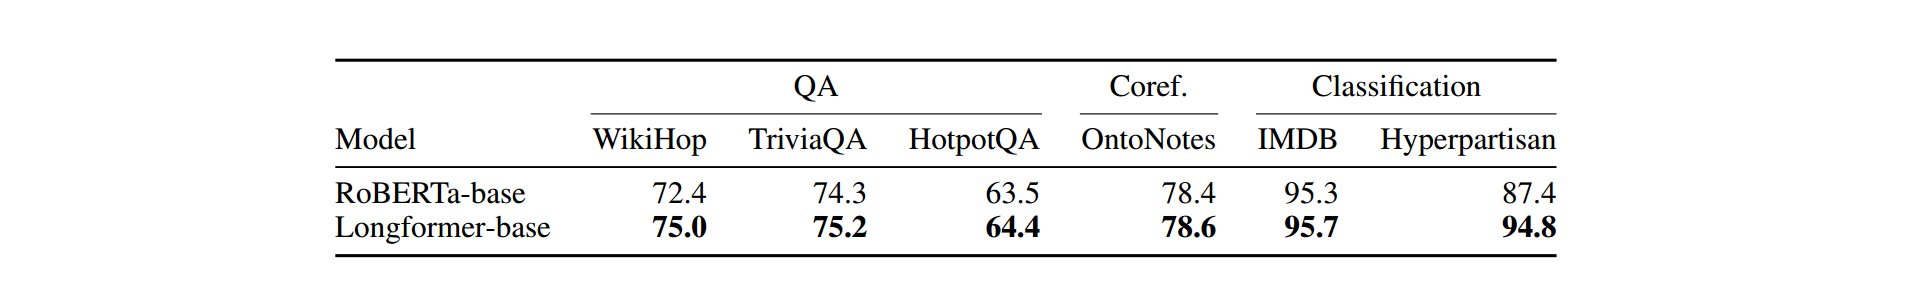 QA Coref. Classification
Model WikiHop TriviaQA HotpotQA OntoNotes IMDB Hyperpartisan
RoBERTa-base 72.4 74.3 63.5 78.4 95.3 87.4
Longformer-base 75.0 75.2 64.4 78.6 95.7 94.8